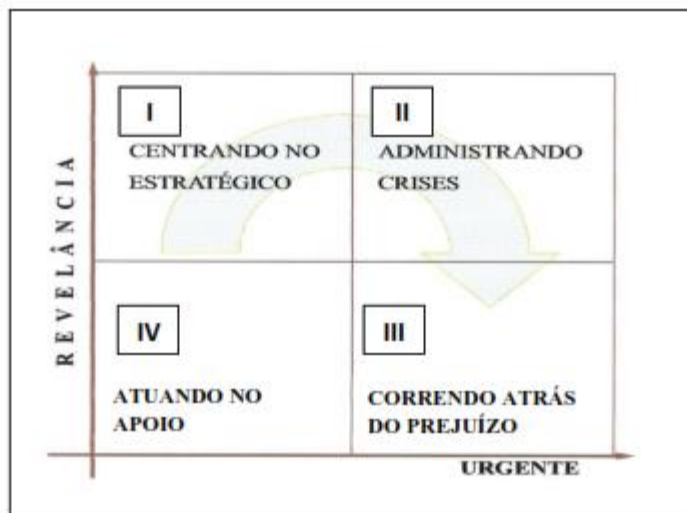 REVELÂNCIA
I
CENTRANDO NO
ESTRATÉGICO
II
ADMINISTRANDO
CRISES
IV
ATUANDO NO
APOIO
III
CORRENDO ATRÁS
DO PREJUÍZO
URGENTE